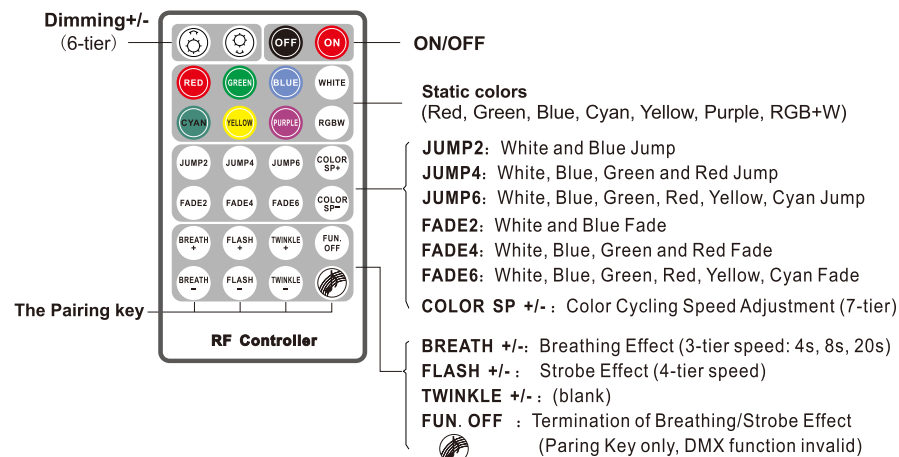 Dimming+/-
(6-tier)
OFF
ON
ON/OFF
RED
GREEN
BLUE
WHITE
CYAN
YELLOW
PURPLE
RGBW
Static colors
(Red, Green, Blue, Cyan, Yellow, Purple, RGB+W)
JUMP2
JUMP4
JUMP6
COLOR
SP+
FADE2
FADE4
FADE6
COLOR
SP-
JUMP2: White and Blue Jump
JUMP4: White, Blue, Green and Red Jump
JUMP6: White, Blue, Green, Red, Yellow, Cyan Jump
FADE2: White and Blue Fade
FADE4: White, Blue, Green and Red Fade
FADE6: White, Blue, Green, Red, Yellow, Cyan Fade
COLOR SP +/- : Color Cycling Speed Adjustment (7-tier)
BREATH
+
FLASH
+
TWINKLE
+
FUN.
OFF
BREATH
-
FLASH
-
TWINKLE
-
The Pairing key
RF Controller
BREATH +/-: Breathing Effect (3-tier speed: 4s, 8s, 20s)
FLASH +/- : Strobe Effect (4-tier speed)
TWINKLE +/- : (blank)
FUN. OFF : Termination of Breathing/Strobe Effect
(Paring Key only, DMX function invalid)